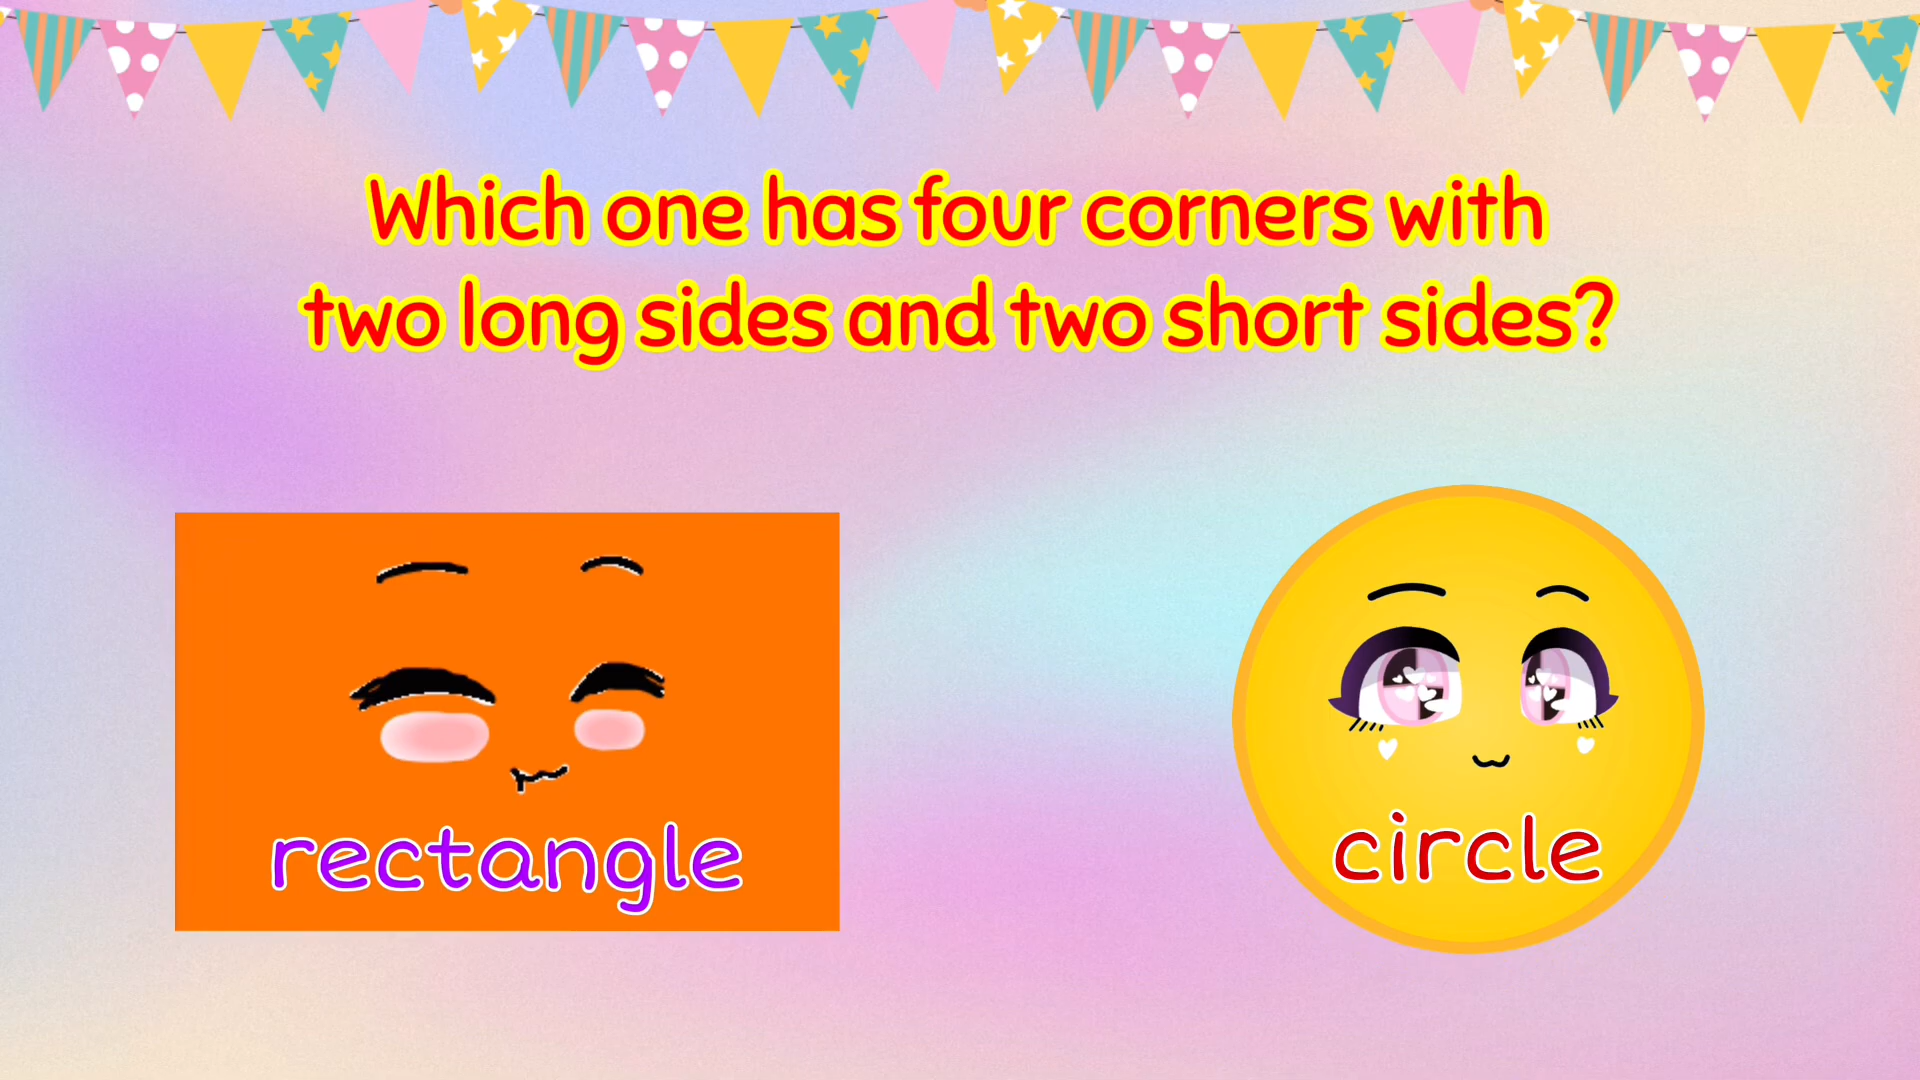 Which one has four corners with
two long sides and two short sides?
rectangle
circle